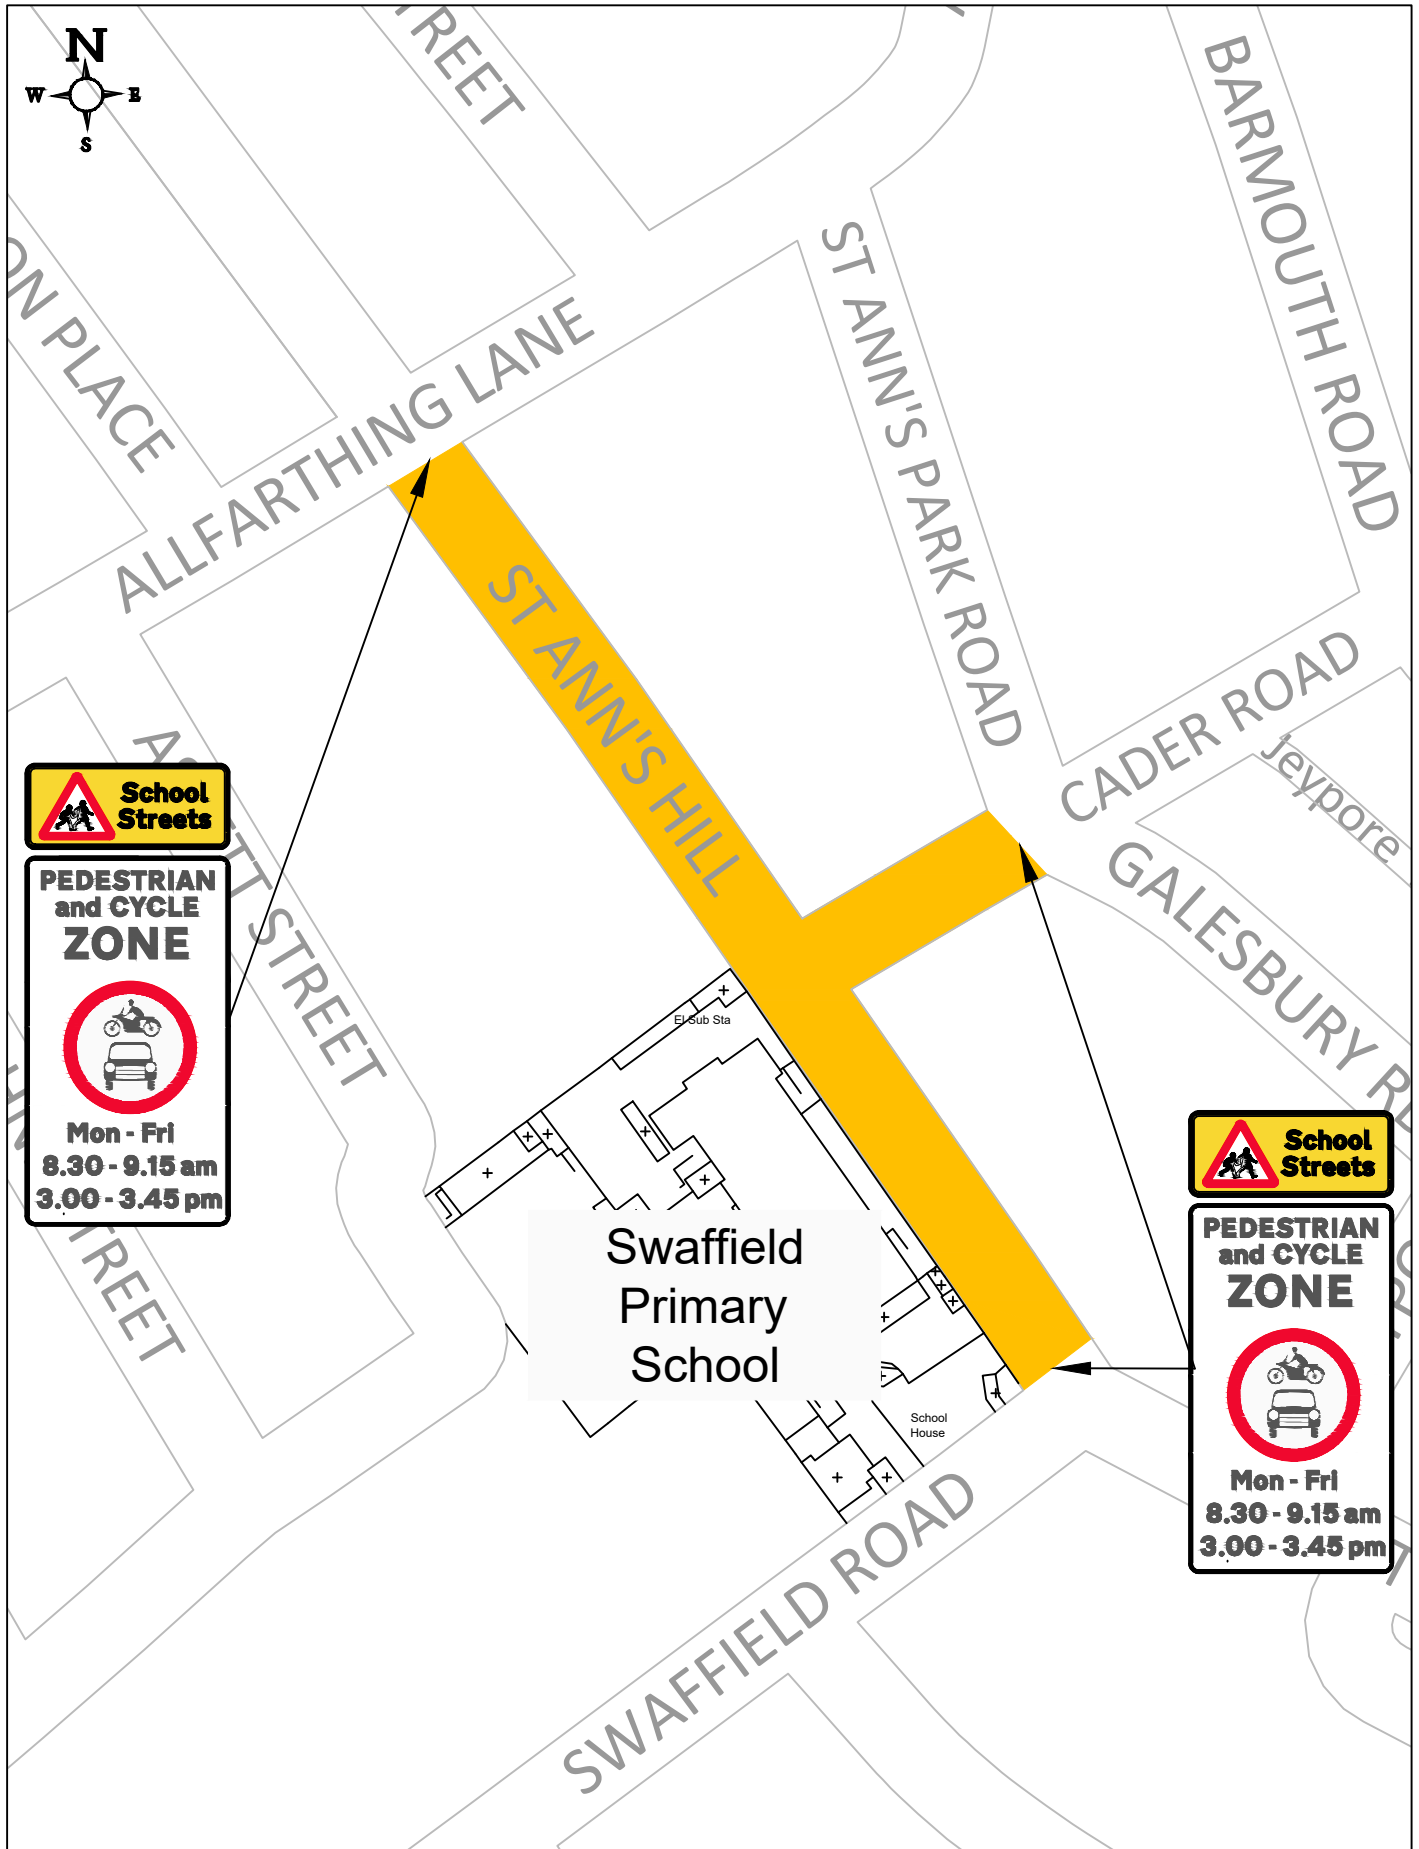 N
W
E
S
REET
BARMOUTH ROAD
ON PLACE
ST ANN'S PARK ROAD
ALLFARTHING LANE
ST ANN'S HILL
CADER ROAD
Jeypore
GALESBURY
STREET
School
Streets
PEDESTRIAN
and CYCLE
ZONE
Mon - Fri
8.30 - 9.15 am
3.00 - 3.45 pm
El Sub Sta
TREET
Swaffield
Primary
School
School
House
SWAFFIELD ROAD
School
Streets
PEDESTRIAN
and CYCLE
ZONE
Mon - Fri
8.30 - 9.15 am
3.00 - 3.45 pm